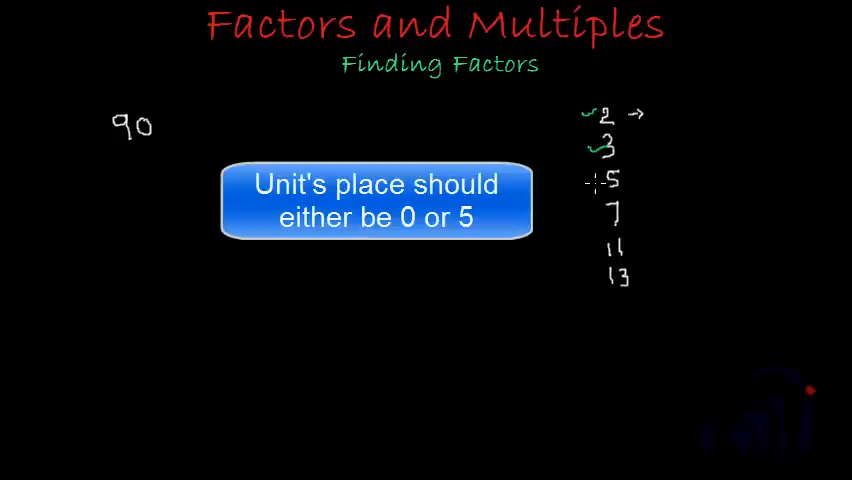 Factors and Multiples
Finding Factors
90
2 →
3
5
7
11
13
Unit's place should
either be 0 or 5